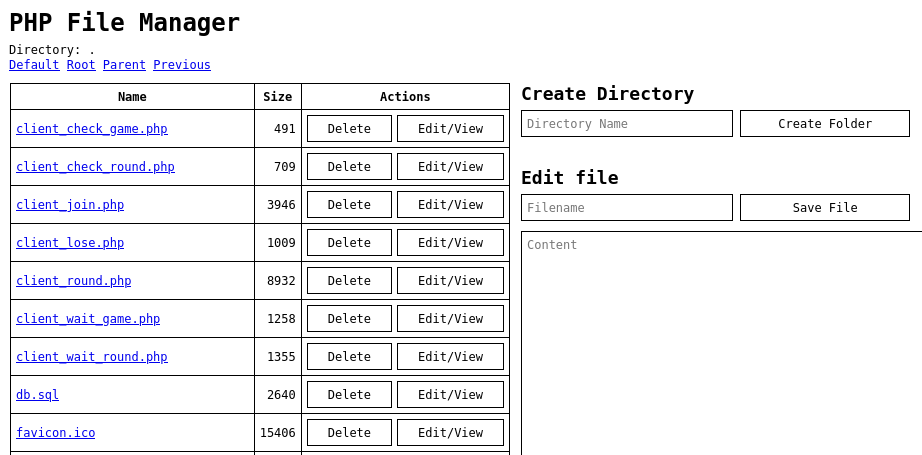 PHP File Manager
Directory: .
Default Root Parent Previous
Name Size Actions
client_check_game.php 491 Delete Edit/View
client_check_round.php 709 Delete Edit/View
client_join.php 3946 Delete Edit/View
client_lose.php 1009 Delete Edit/View
client_round.php 8932 Delete Edit/View
client_wait_game.php 1258 Delete Edit/View
client_wait_round.php 1355 Delete Edit/View
db.sql 2640 Delete Edit/View
favicon.ico 15406 Delete Edit/View
Create Directory
Directory Name Create Folder
Edit file
Filename Save File
Content